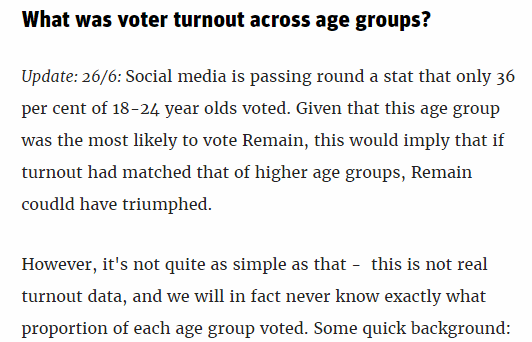 What was voter turnout across age groups?
Update: 26/6: Social media is passing round a stat that only 36
per cent of 18-24 year olds voted. Given that this age group
was the most likely to vote Remain, this would imply that if
turnout had matched that of higher age groups, Remain
coudld have triumphed.
However, it's not quite as simple as that - this is not real
turnout data, and we will in fact never know exactly what
proportion of each age group voted. Some quick background: